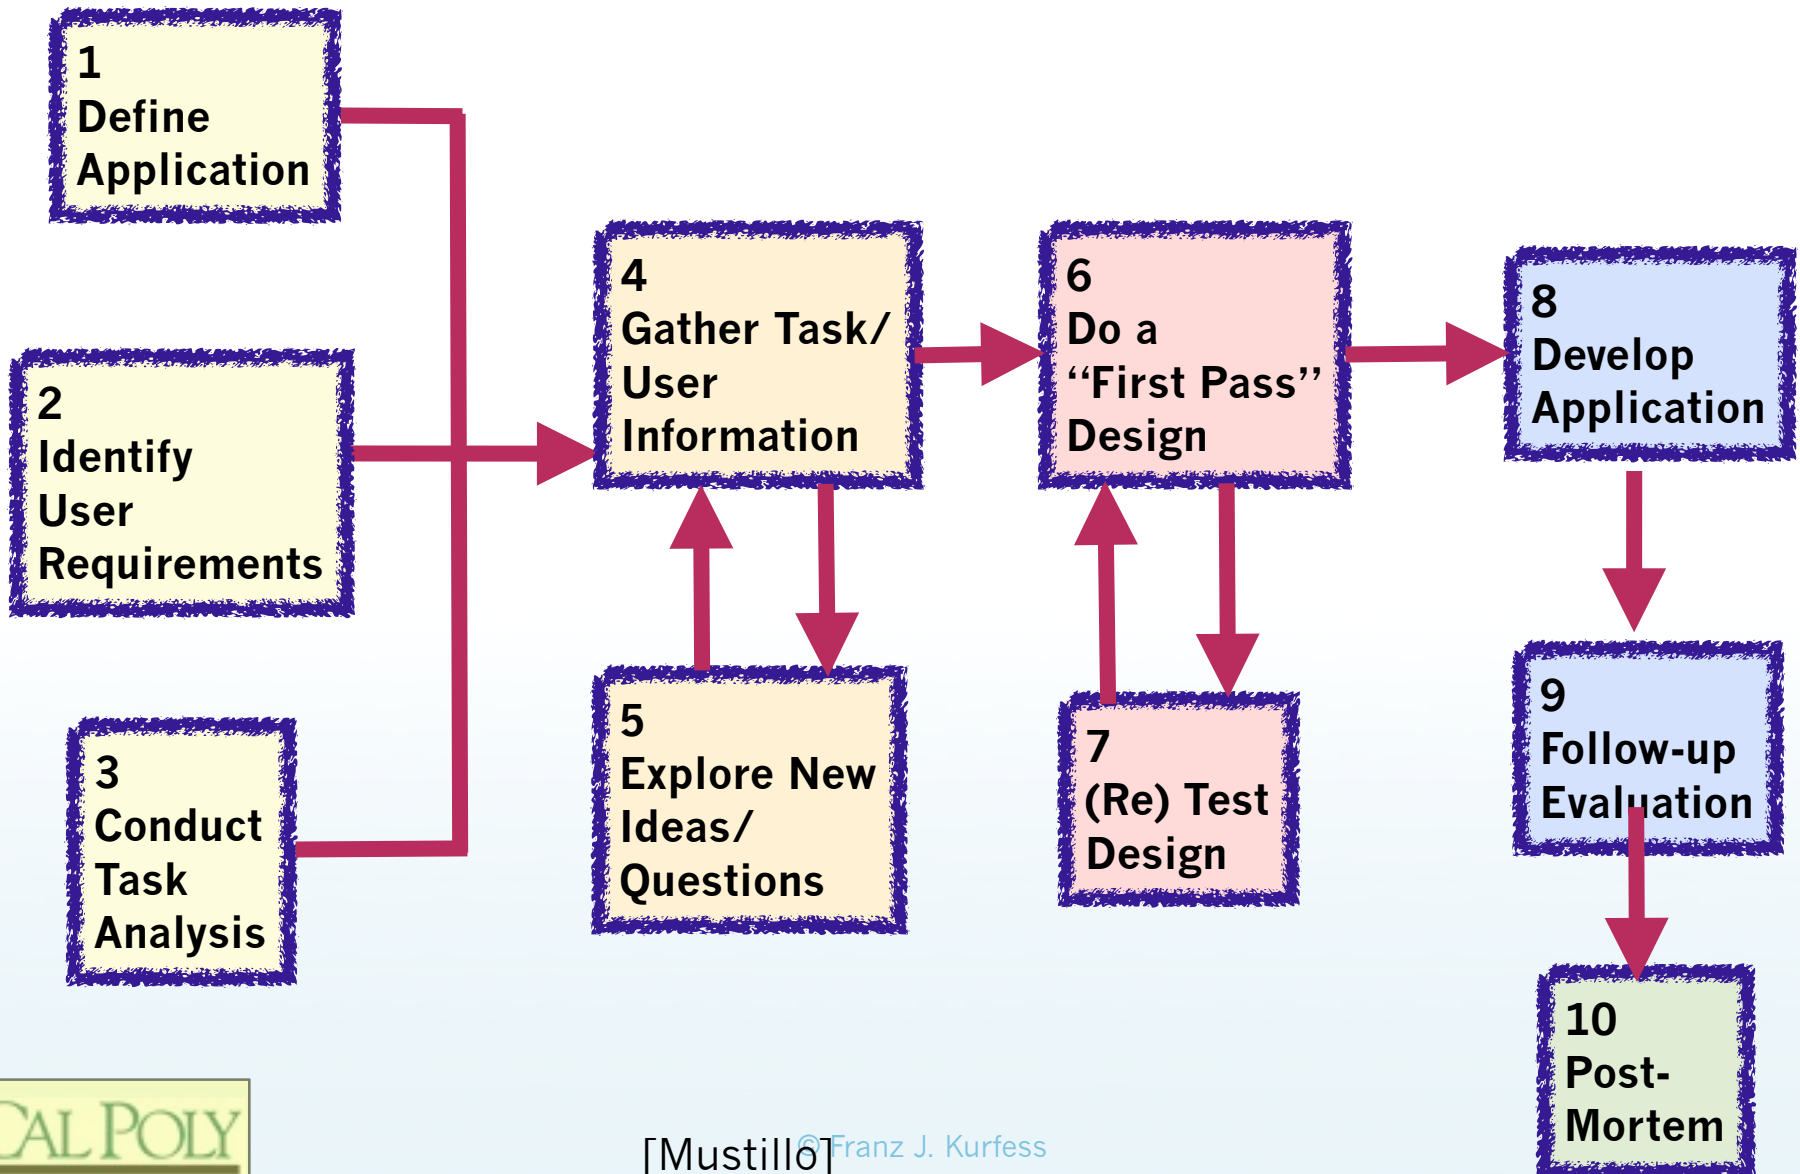 1
Define
Application
2
Identify
User
Requirements
3
Conduct
Task
Analysis
4
Gather Task/
User
Information
5
Explore New
Ideas/
Questions
6
Do a
“First Pass”
Design
7
(Re) Test
Design
8
Develop
Application
9
Follow-up
Evaluation
10
Post-
Mortem
CAL POLY
[Mustillo]
© Franz J. Kurfess